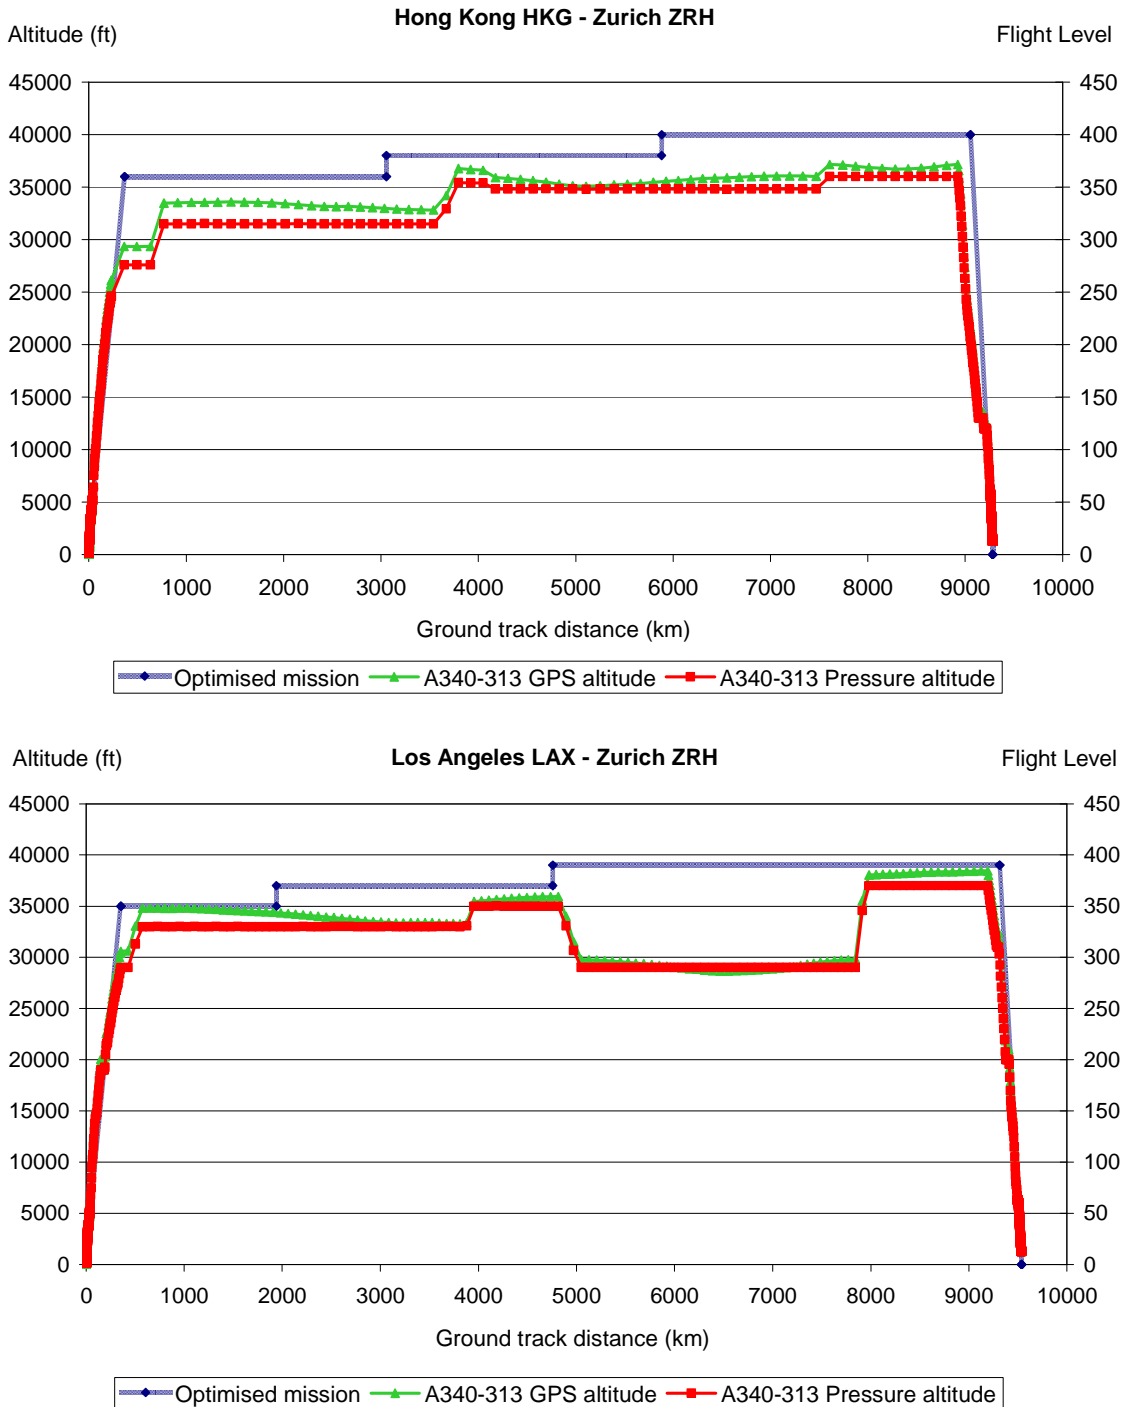 Hong Kong HKG - Zurich ZRH
Altitude (ft) Flight Level
45000 450
40000 400
35000 350
30000 300
25000 250
20000 200
15000 150
10000 100
5000 50
0 0
0 1000 2000 3000 4000 5000 6000 7000 8000 9000 10000
Ground track distance (km)
Optimised mission A340-313 GPS altitude A340-313 Pressure altitude
Altitude (ft) Los Angeles LAX - Zurich ZRH Flight Level
45000 450
40000 400
35000 350
30000 300
25000 250
20000 200
15000 150
10000 100
5000 50
0 0
0 1000 2000 3000 4000 5000 6000 7000 8000 9000 10000
Ground track distance (km)
Optimised mission A340-313 GPS altitude A340-313 Pressure altitude